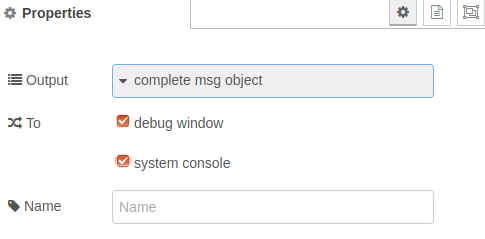 Properties
Output
complete msg object
To
debug window
system console
Name
Name